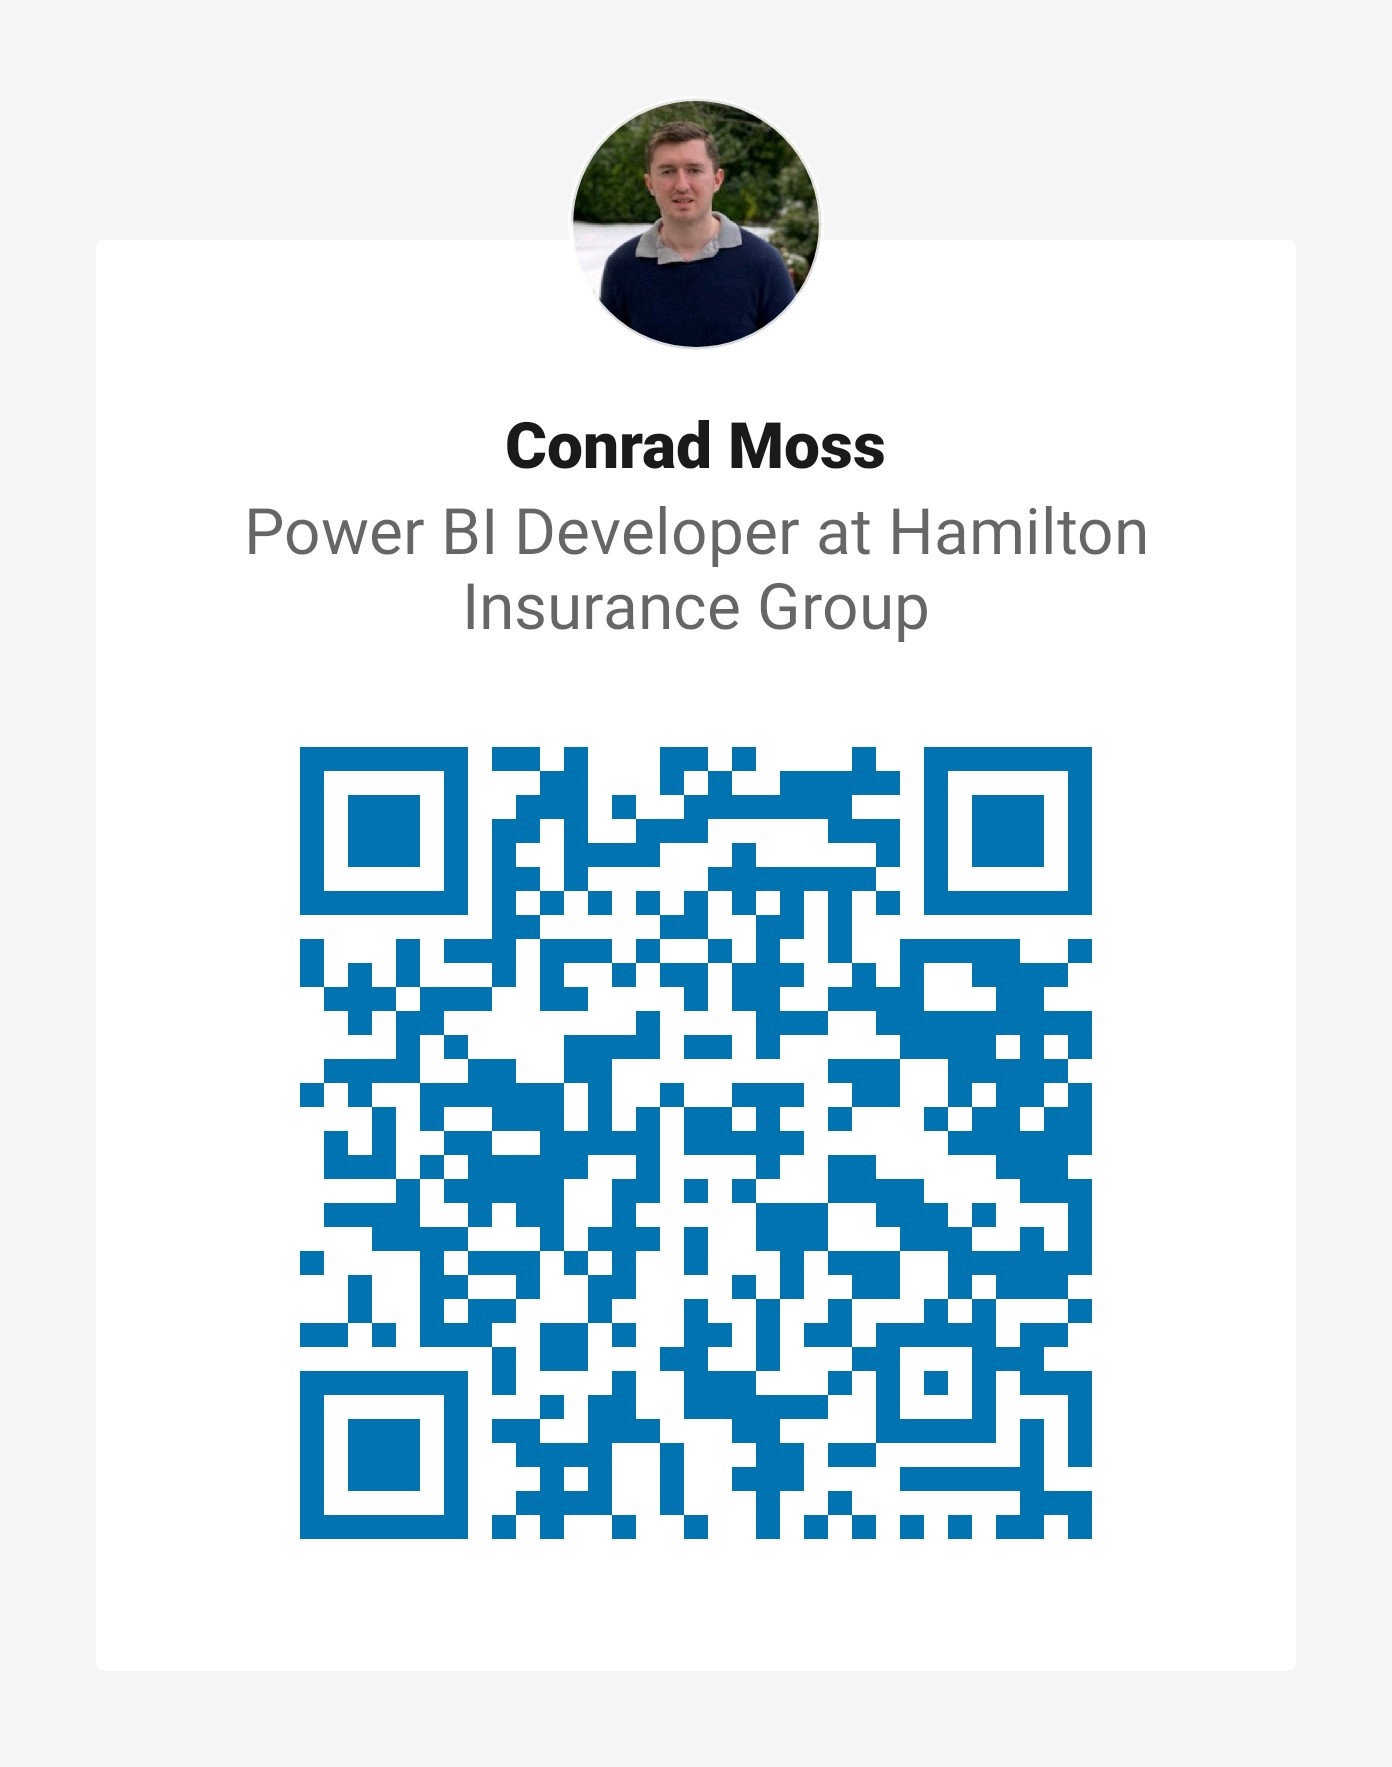 Conrad Moss
Power BI Developer at Hamilton
Insurance Group